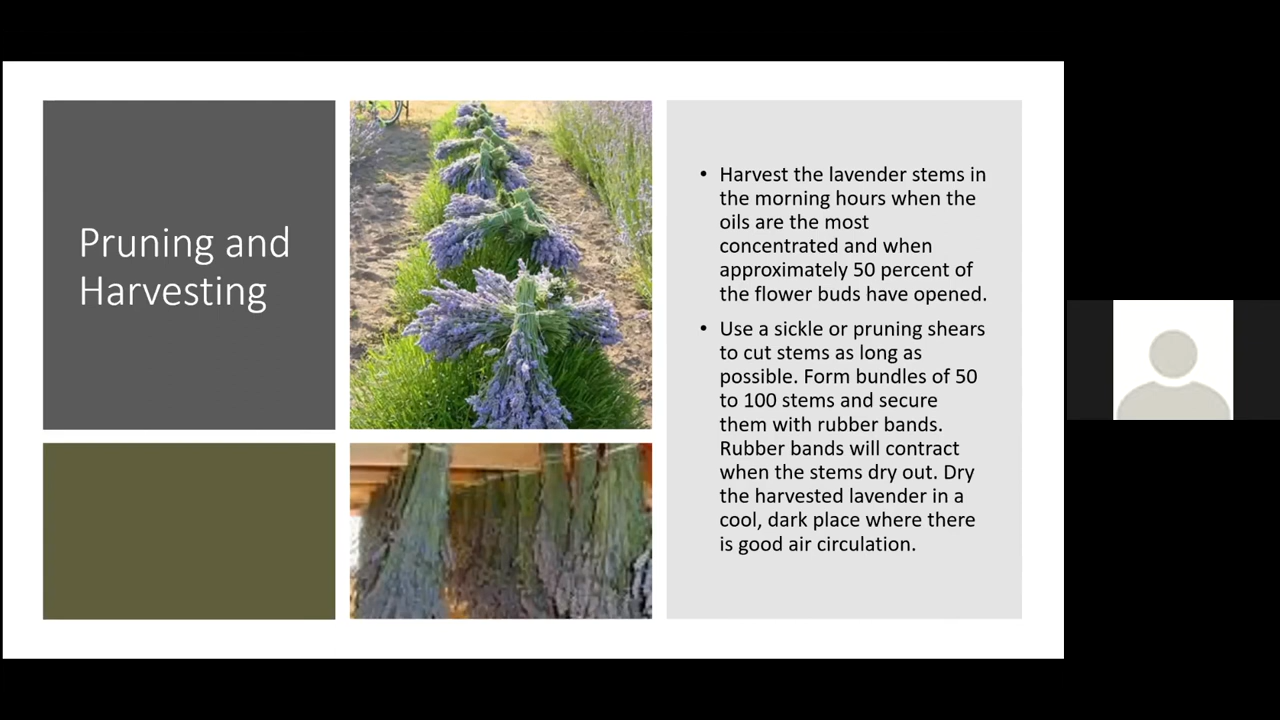 Pruning and
Harvesting
• Harvest the lavender stems in
the morning hours when the
oils are the most
concentrated and when
approximately 50 percent of
the flower buds have opened.
• Use a sickle or pruning shears
to cut stems as long as
possible. Form bundles of 50
to 100 stems and secure
them with rubber bands.
Rubber bands will contract
when the stems dry out. Dry
the harvested lavender in a
cool, dark place where there
is good air circulation.